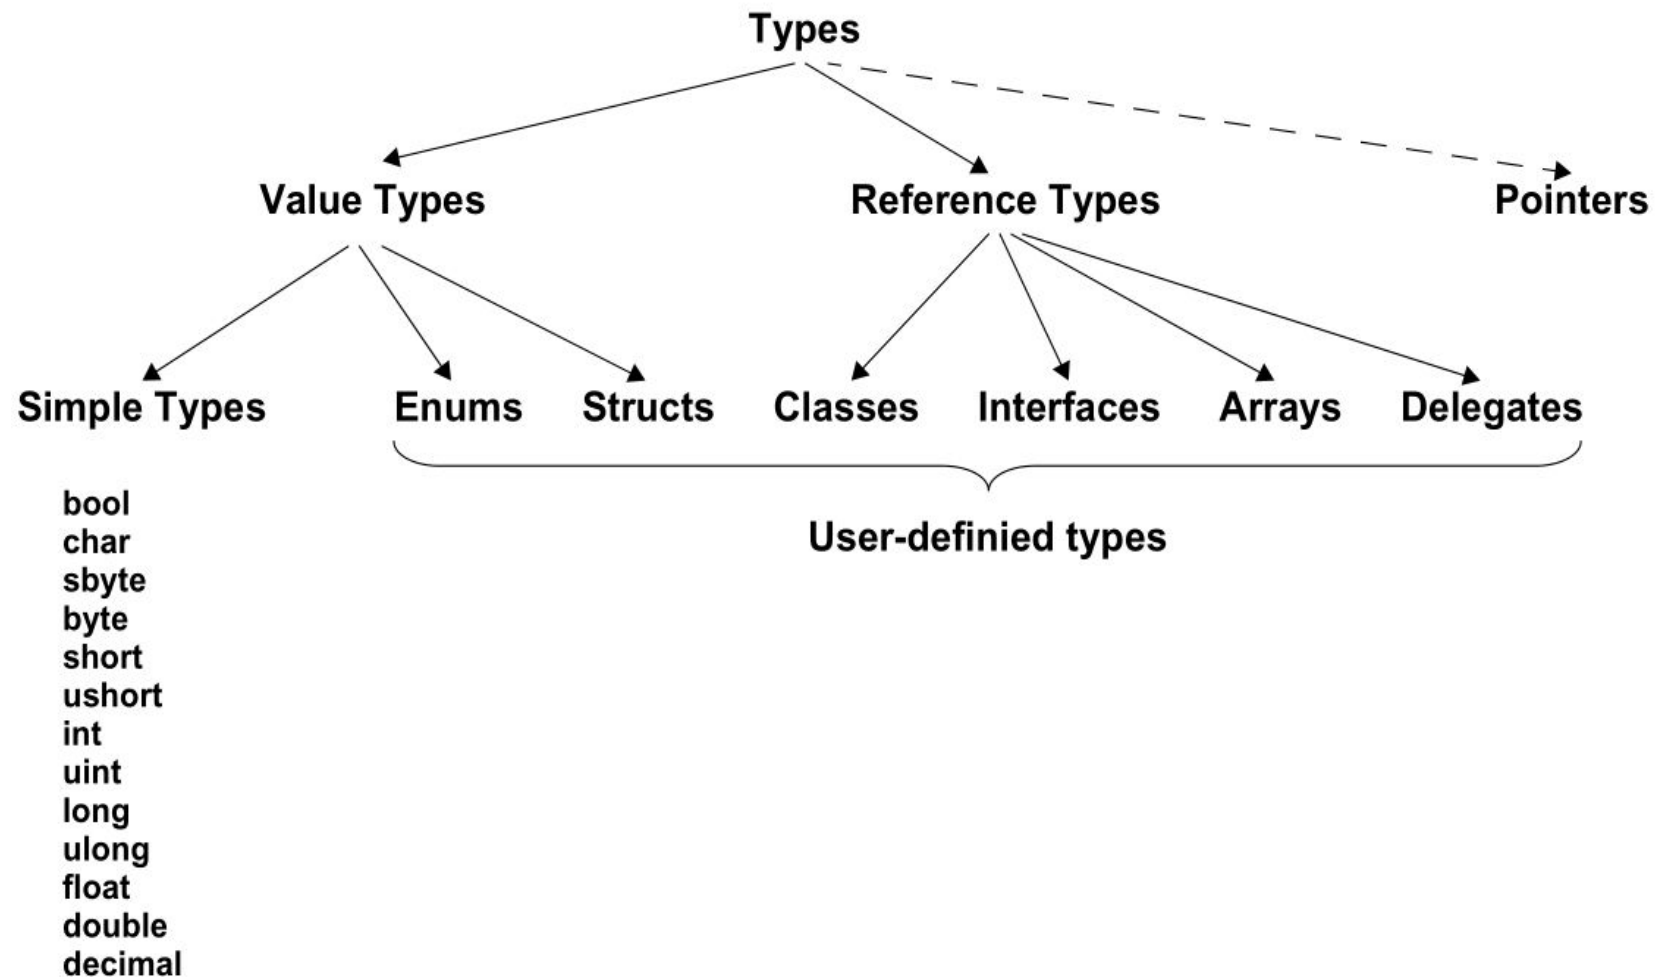 Types
Value Types Reference Types Pointers
Simple Types Enums Structs Classes Interfaces Arrays Delegates
User-definied types
bool
char
sbyte
byte
short
ushort
int
uint
long
ulong
float
double
decimal